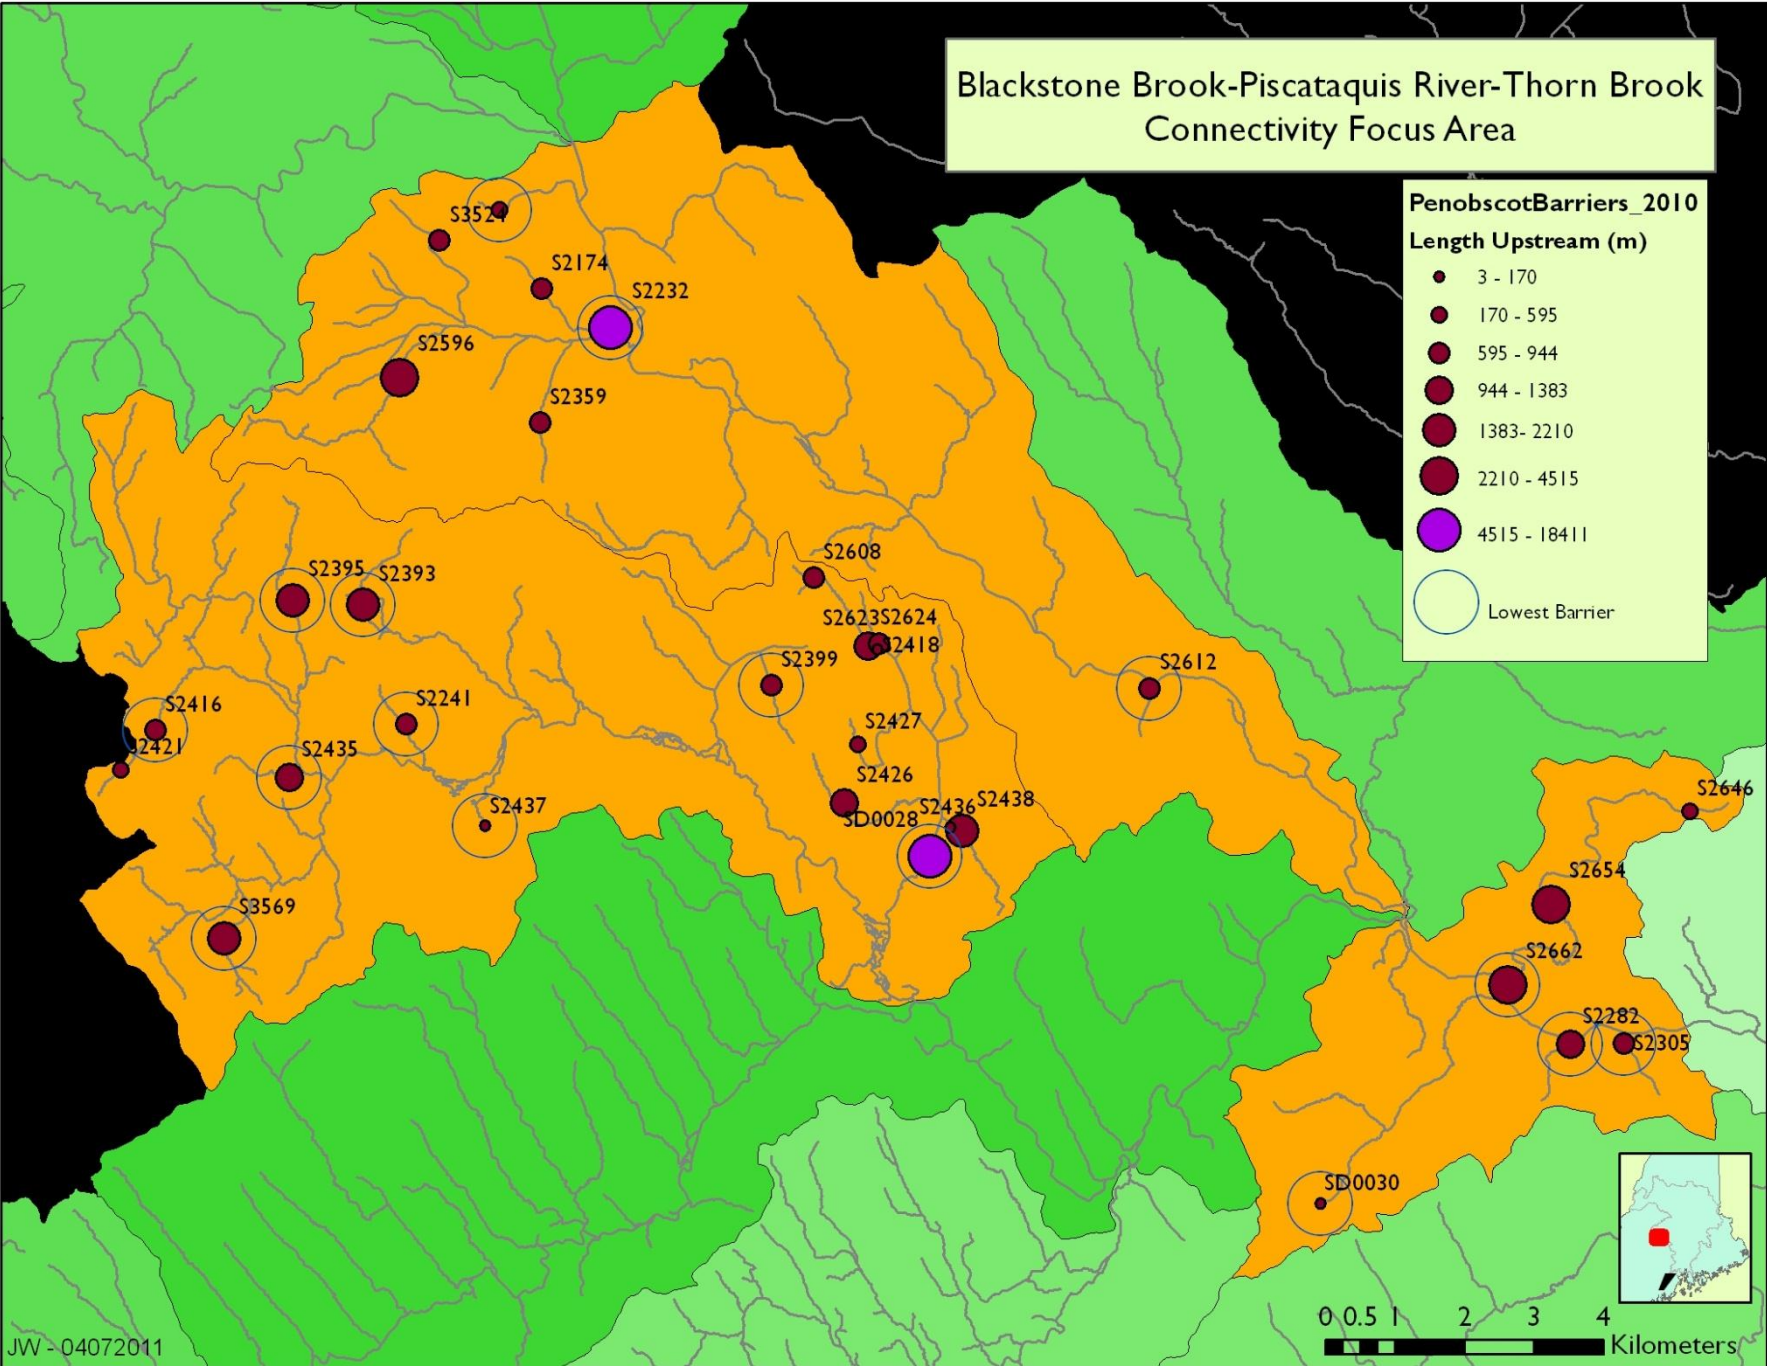 Blackstone Brook-Piscataquis River-Thorn Brook
Connectivity Focus Area
PenobscotBarriers_2010
Length Upstream (m)
3 - 170
170 - 595
595 - 944
944 - 1383
1383- 2210
2210 - 4515
4515 - 18411
Lowest Barrier
S3524
S2174
S2232
S2596
S2359
S2608
S2395
S2393
S2623
S2624
S2418
S2399
S2612
S2416
S2241
S2427
S2421
S2435
S2426
S2437
SD0028
S2436
S2438
S2646
S2654
S3569
S2662
S2282
S2305
SD0030
0 0.5 1 2 3 4
Kilometers
JW - 04072011